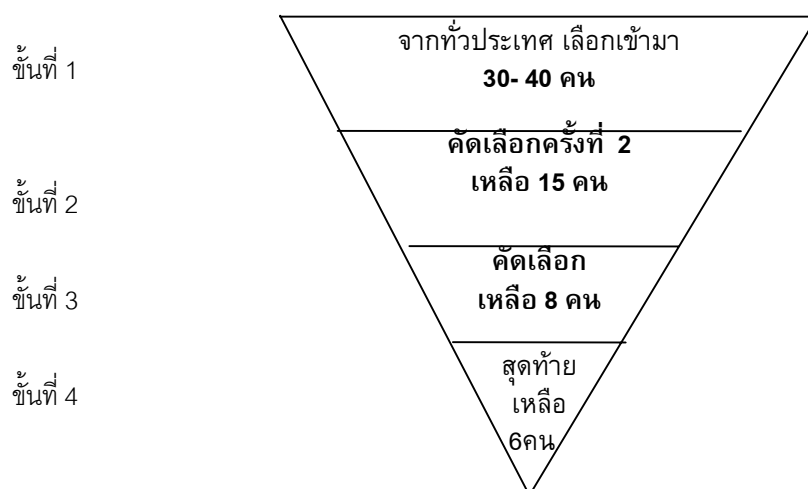 จากทั่วประเทศ เลือกเข้ามา
ขั้นที่ 1
30- 40 คน
คัดเลือกครั้งที่ 2
เหลือ 15 คน
ขั้นที่ 2
คัดเลือก
เหลือ 8 คน
ขั้นที่ 3
สุดท้าย
เหลือ
6คน
ขั้นที่ 4